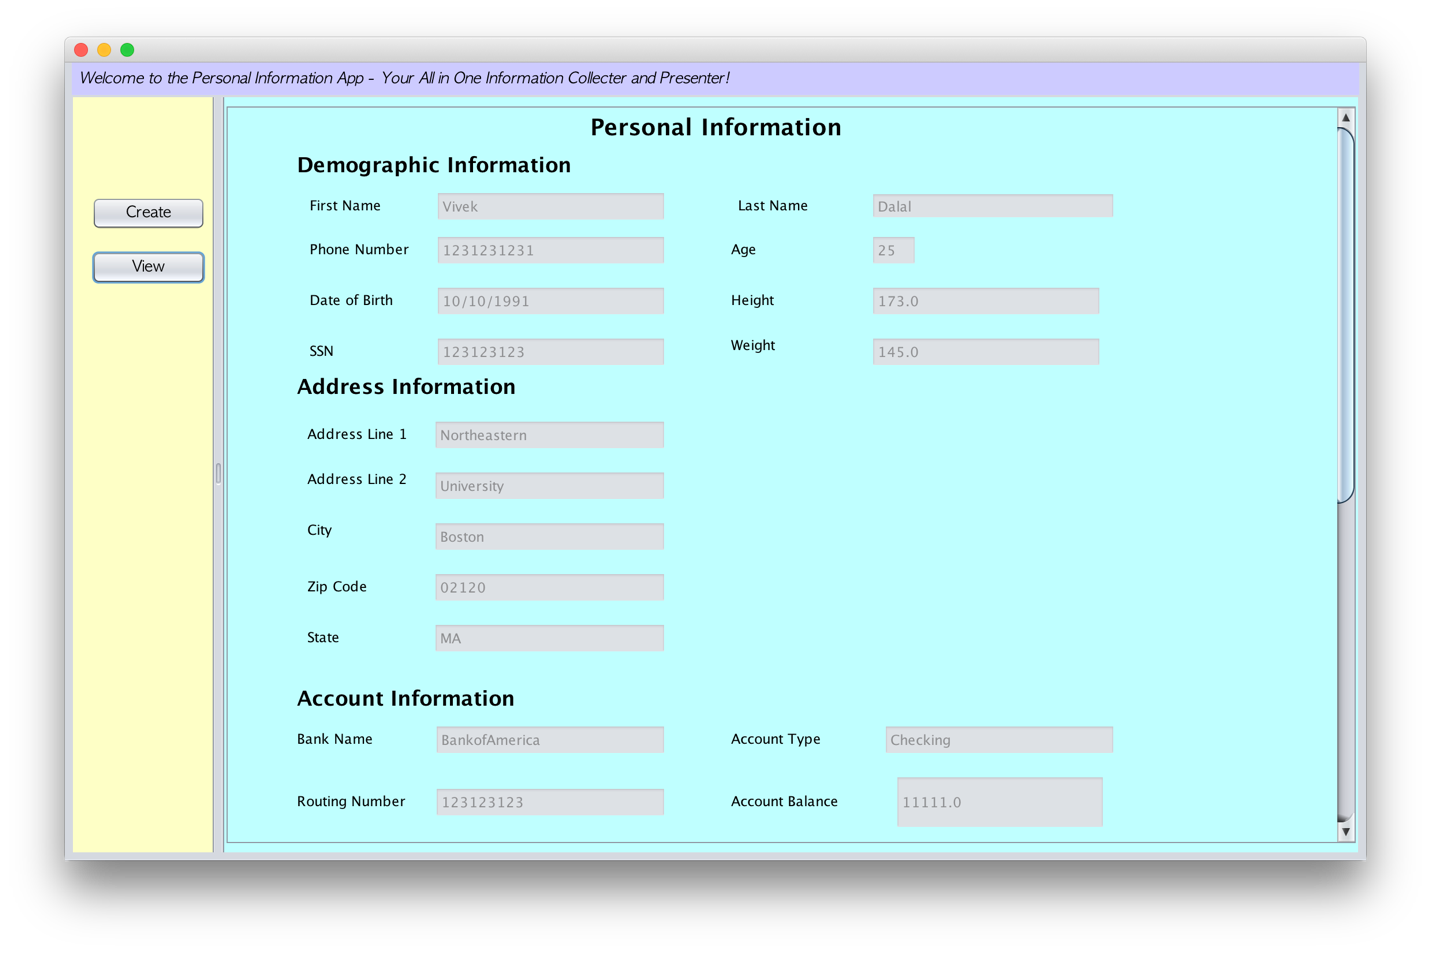 Welcome to the Personal Information App - Your All in One Information Collecter and Presenter!
Create
View
Personal Information
Demographic Information
First Name Vivek Last Name Dalal
Phone Number 1231231231 Age 25
Date of Birth 10/10/1991 Height 173.0
SSN 123123123 Weight 145.0
Address Information
Address Line 1 Northeastern
Address Line 2 University
City Boston
Zip Code 02120
State MA
Account Information
Bank Name BankofAmerica Account Type Checking
Routing Number 123123123 Account Balance 11111.0